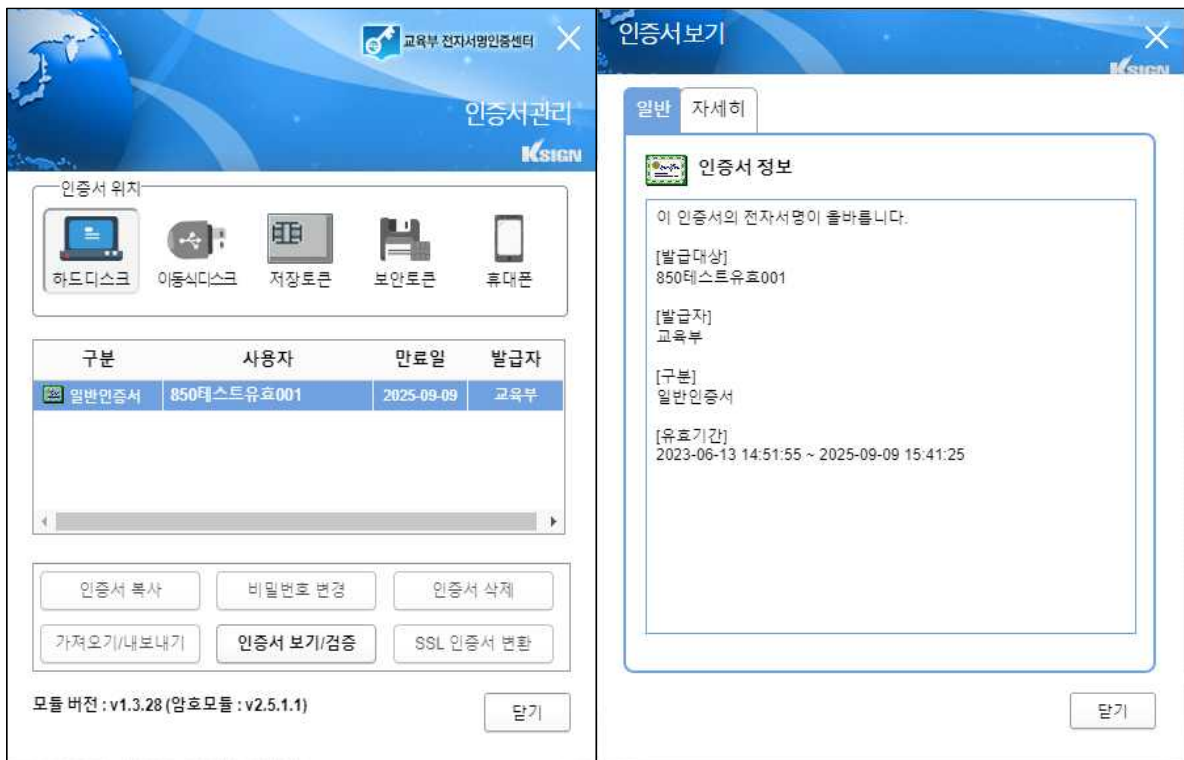 교육부 전자서명인증센터
인증서관리
KSIGN
인증서 위치
하드디스크
이동식디스크
저장토큰
보안토큰
휴대폰
구분 사용자 만료일 발급자
일반인증서 850테스트유효001 2025-09-09 교육부
인증서 복사 비밀번호 변경 인증서 삭제
가져오기/내보내기 인증서 보기/검증 SSL 인증서 변환
모듈 버전 : v1.3.28 (암호모듈 : v2.5.1.1)
닫기
인증서 보기
KSIGN
일반 자세히
인증서 정보
이 인증서의 전자서명이 올바릅니다.
[발급대상]
850테스트유효001
[발급자]
교육부
[구분]
일반인증서
[유효기간]
2023-06-13 14:51:55 ~ 2025-09-09 15:41:25
닫기